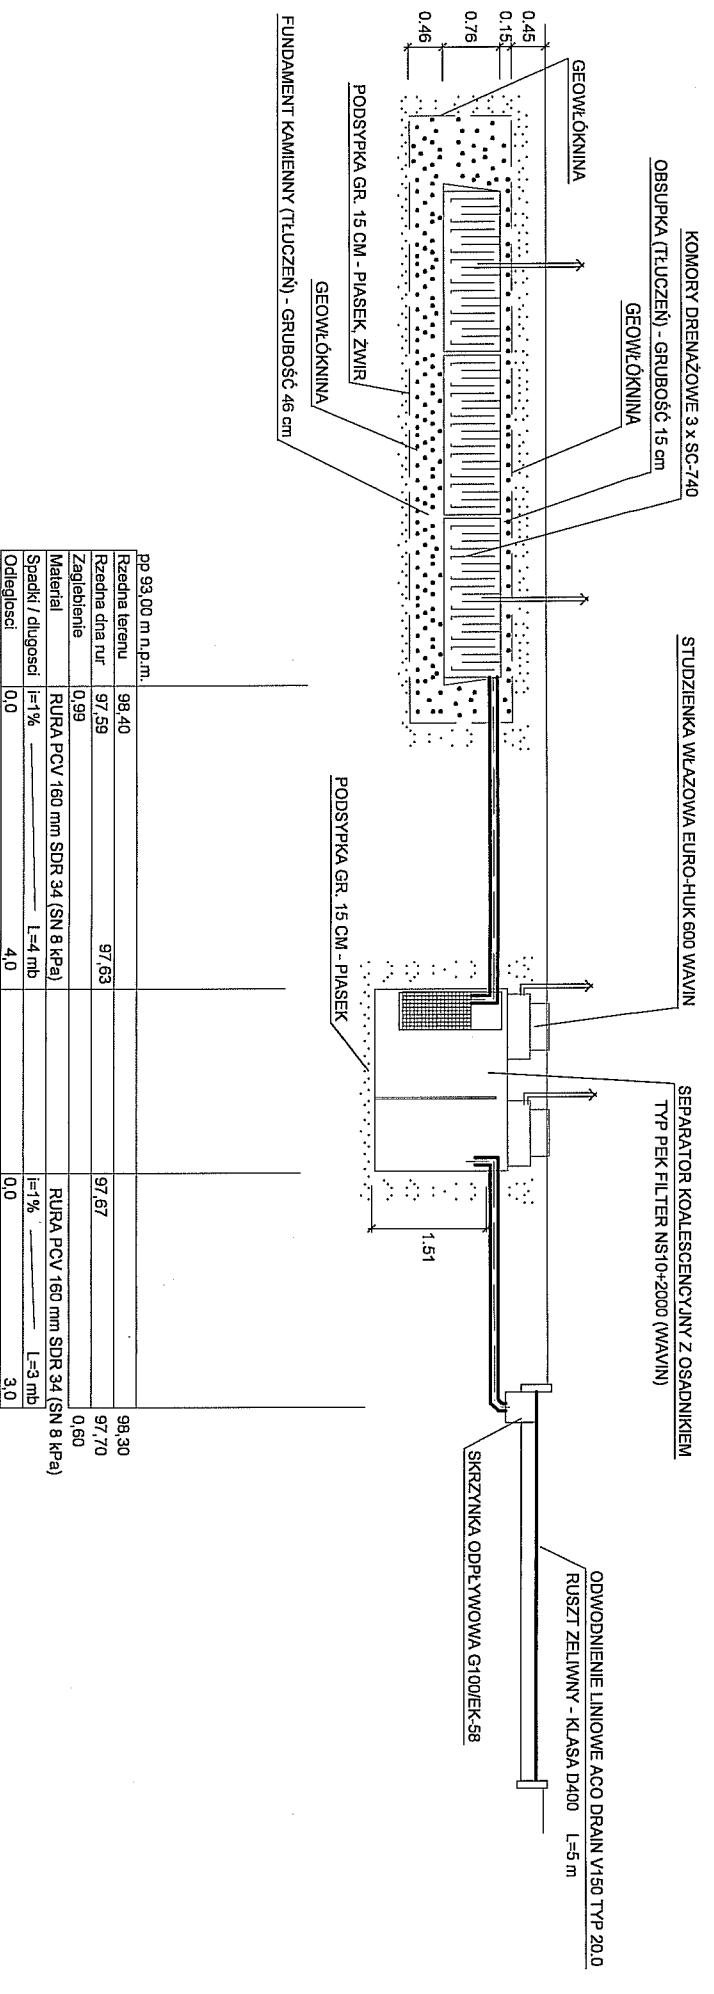 KOMORY DRENAŻOWE 3 x SC-740
OBSUPKA (TŁUCZEŃ) - GRUBOŚĆ 15 cm
GEOWŁÓKNINA
GEOWŁÓKNINA
0.45
0.15
0.76
0.46
PODSYPKA GR. 15 CM - PIASEK, ŻWIR
GEOWŁÓKNINA
FUNDAMENT KAMIENNY (TŁUCZEŃ) - GRUBOŚĆ 46 cm
STUDZIENKA WŁAZOWA EURO-HUK 600 WAVIN
SEPARATOR KOALESCENCYJNY Z OSADNIKIEM
TYP PEK FILTER NS10+2000 (WAVIN)
1.51
PODSYPKA GR. 15 CM - PIASEK
ODWODNIENIE LINIOWE ACO DRAIN V150 TYP 20.0
RUSZT ŻELIWNY - KLASA D400 L=5 m
SKRZYNKA ODPŁYWOWA G100/EK-58
pp 93,00 m n.p.m.
Rzedna terenu 98,40 98,30
Rzedna dna rur 97,59 97,63 97,67 97,70
Zaglebienie 0,99 0,60
Material RURA PCV 160 mm SDR 34 (SN 8 kPa) RURA PCV 160 mm SDR 34 (SN 8 kPa)
Spadki / dlugosci i=1% L=4 mb i=1% L=3 mb
Odleglosci 0,0 4,0 0,0 3,0